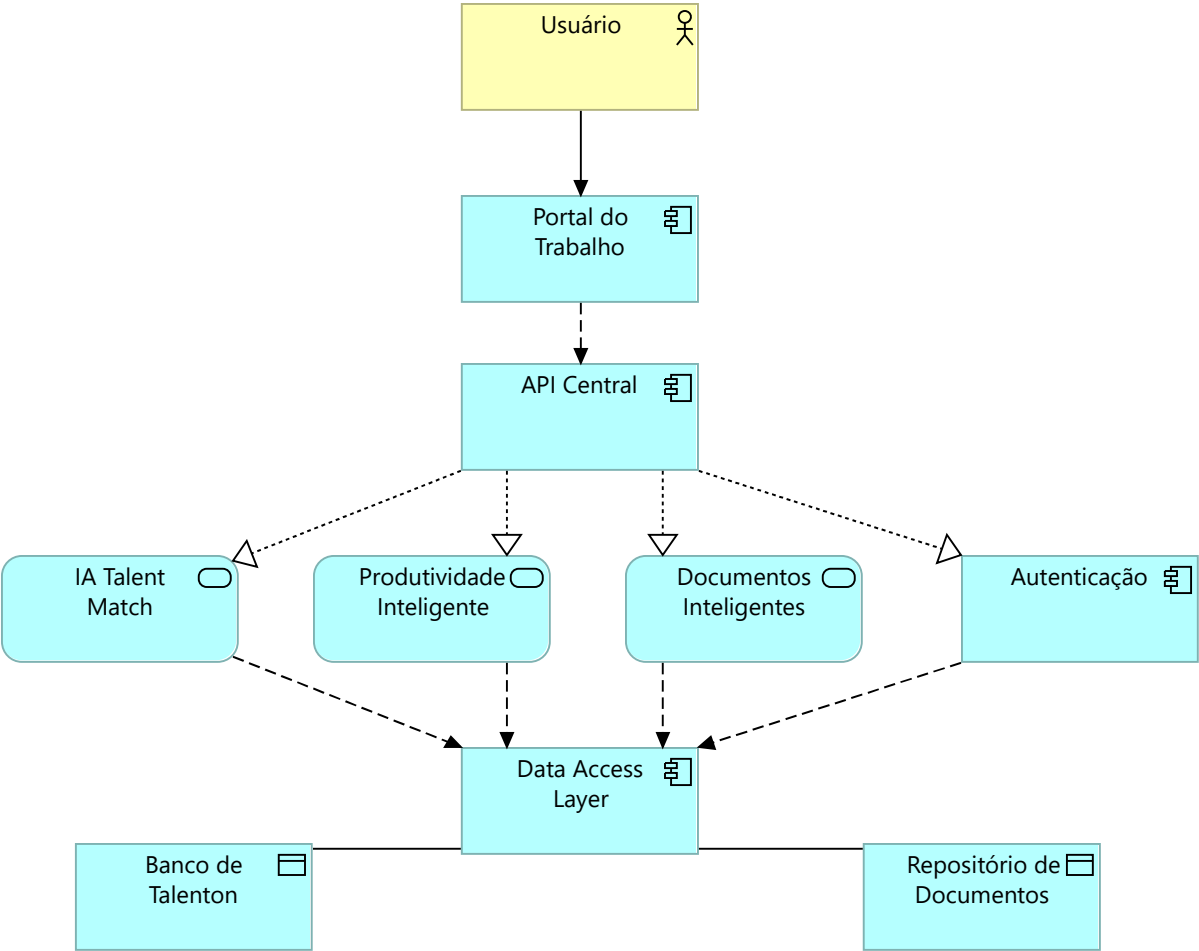 Usuário
Portal do
Trabalho
API Central
IA Talent
Match
Produtividade
Inteligente
Documentos
Inteligentes
Autenticação
Data Access
Layer
Banco de
Talenton
Repositório de
Documentos